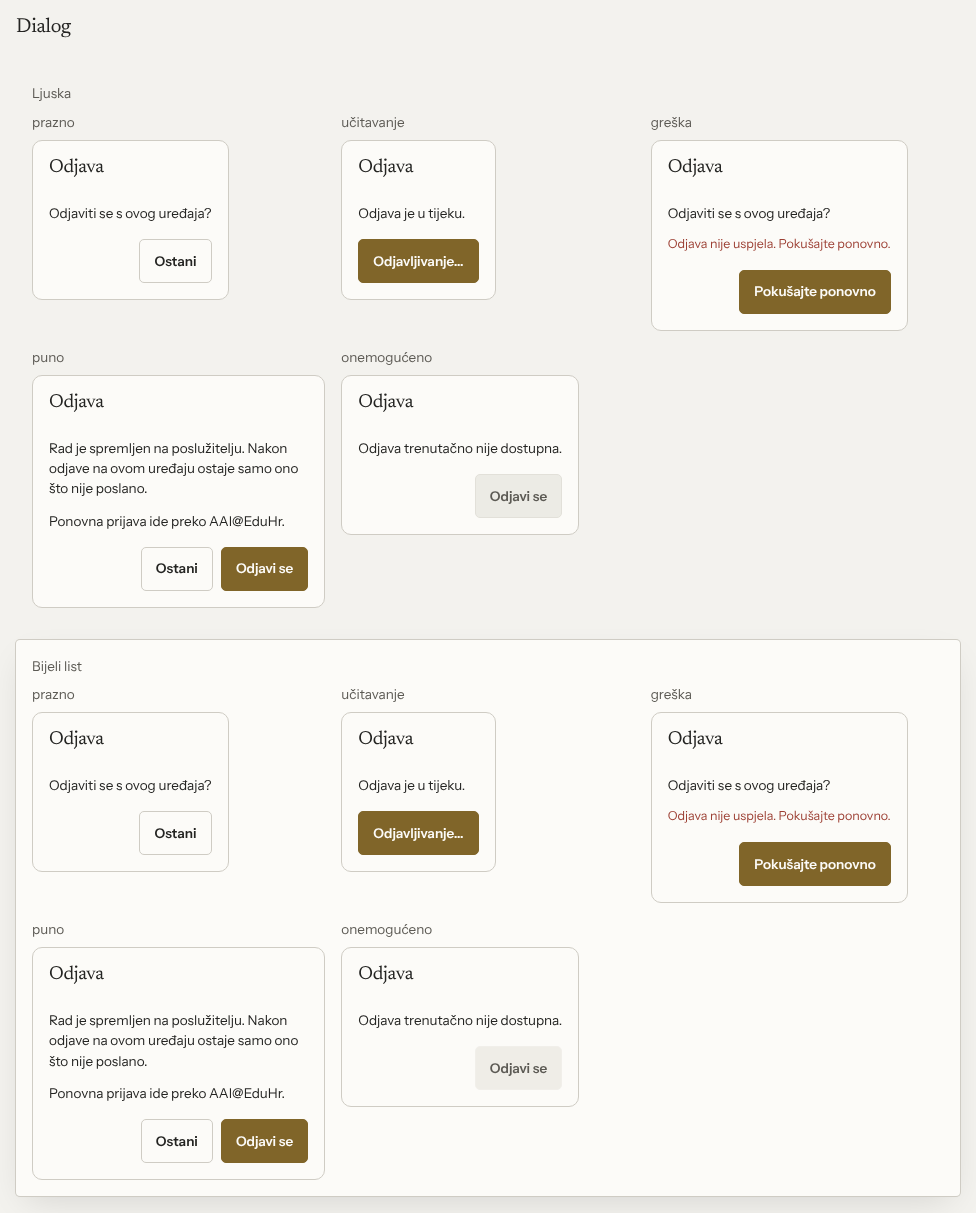 Dialog
Ljuska
prazno
Odjava
Odjaviti se s ovog uređaja?
Ostani
učitavanje
Odjava
Odjava je u tijeku.
Odjavljivanje…
greška
Odjava
Odjaviti se s ovog uređaja?
Odjava nije uspjela. Pokušajte ponovno.
Pokušajte ponovno
puno
Odjava
Rad je spremljen na poslužitelju. Nakon
odjave na ovom uređaju ostaje samo ono
što nije poslano.
Ponovna prijava ide preko AAI@EduHr.
Ostani
Odjavi se
onemogućeno
Odjava
Odjava trenutačno nije dostupna.
Odjavi se
Bijeli list
prazno
Odjava
Odjaviti se s ovog uređaja?
Ostani
učitavanje
Odjava
Odjava je u tijeku.
Odjavljivanje…
greška
Odjava
Odjaviti se s ovog uređaja?
Odjava nije uspjela. Pokušajte ponovno.
Pokušajte ponovno
puno
Odjava
Rad je spremljen na poslužitelju. Nakon
odjave na ovom uređaju ostaje samo ono
što nije poslano.
Ponovna prijava ide preko AAI@EduHr.
Ostani
Odjavi se
onemogućeno
Odjava
Odjava trenutačno nije dostupna.
Odjavi se